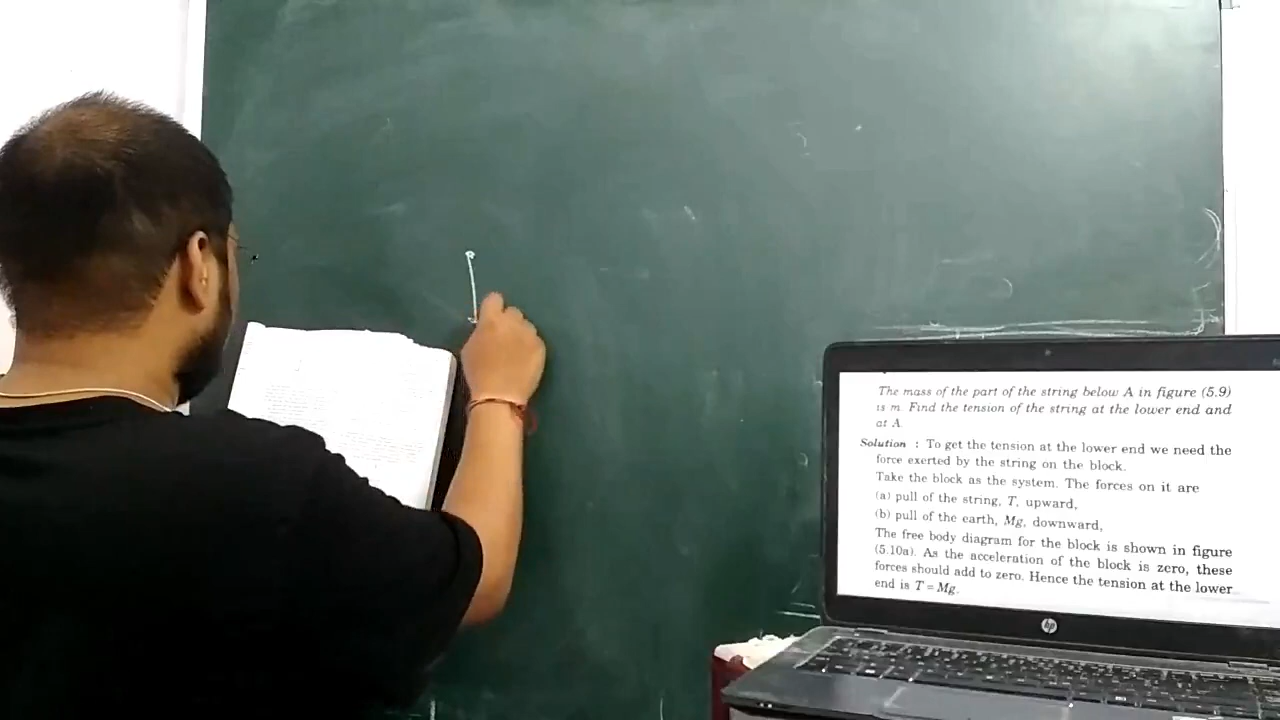 The mass of the part of the string below A in figure (5.9)
is m. Find the tension of the string at the lower end and
at A.
Solution : To get the tension at the lower end we need the
force exerted by the string on the block.
Take the block as the system. The forces on it are
(a) pull of the string, T, upward,
(b) pull of the earth, Mg, downward,
The free body diagram for the block is shown in figure
(5.10a). As the acceleration of the block is zero, these
forces should add to zero. Hence the tension at the lower
end is T = Mg.
hp